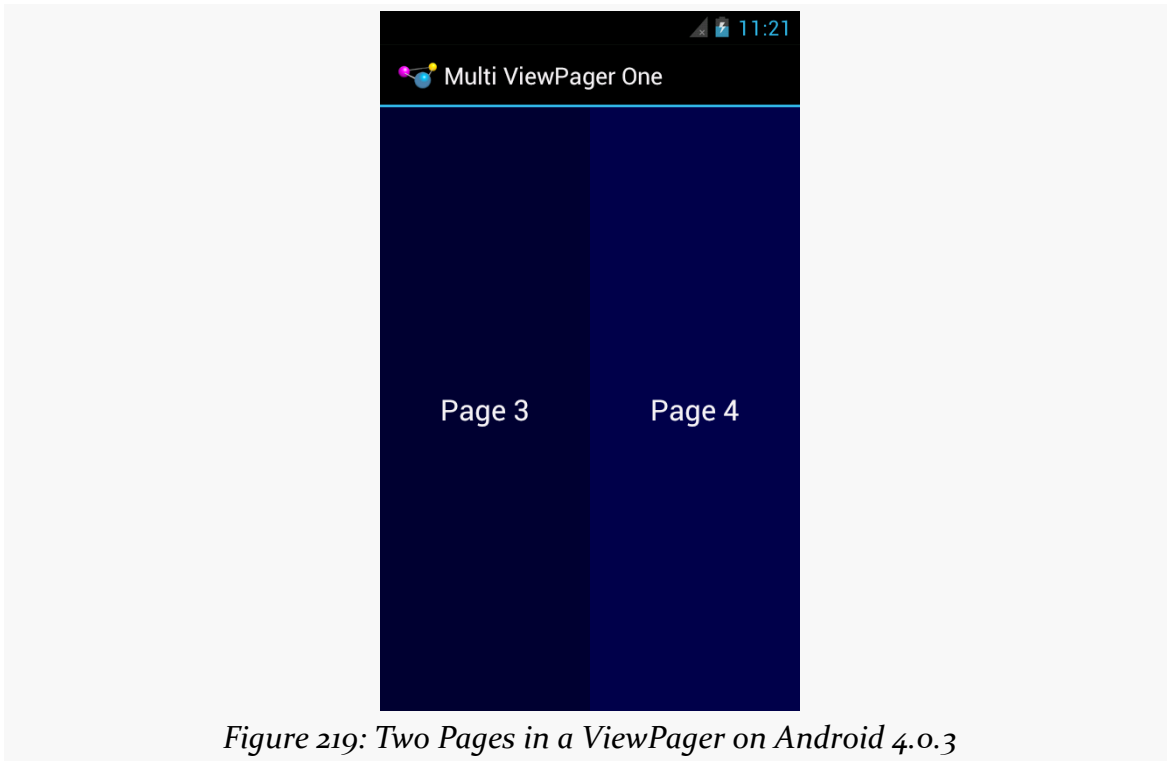 11:21
Multi ViewPager One
Page 3 Page 4
Figure 219: Two Pages in a ViewPager on Android 4.0.3